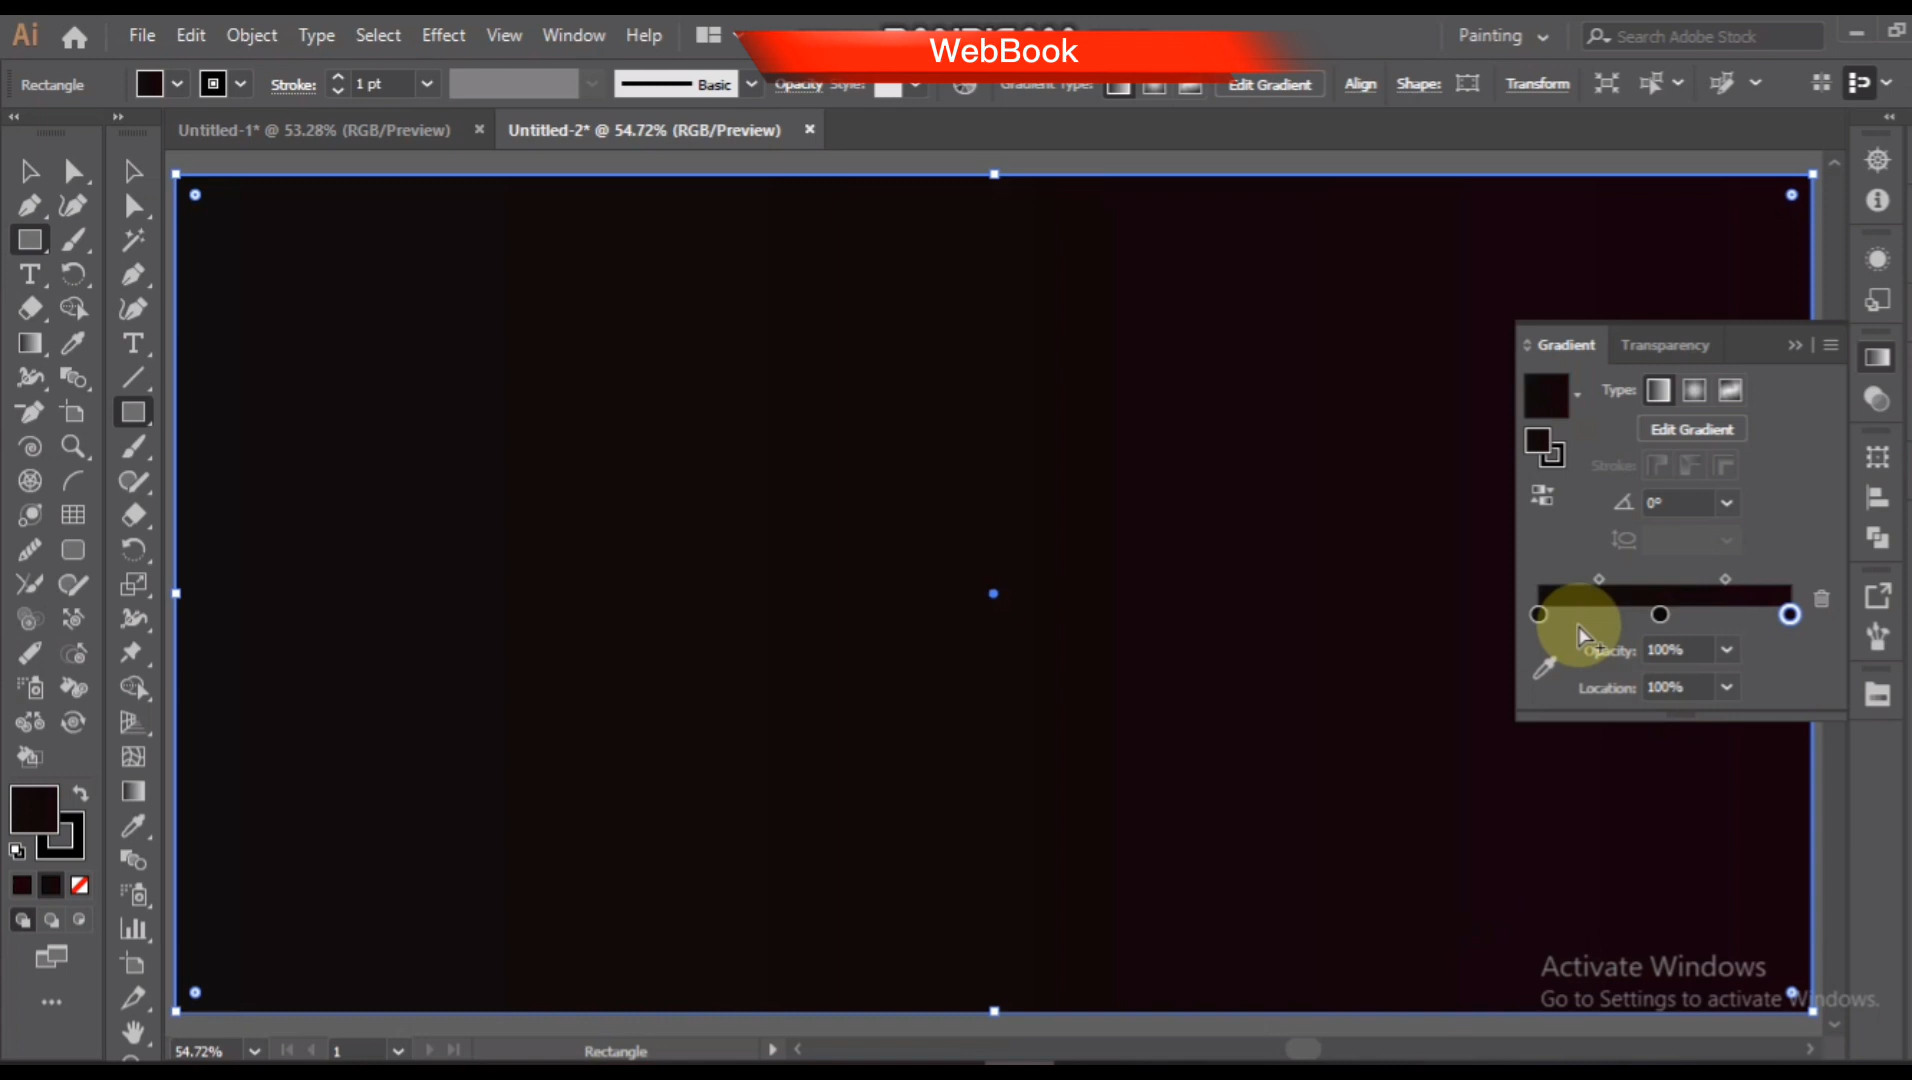 Ai File Edit Object Type Select Effect View Window Help
WebBook
Painting
Search Adobe Stock
Rectangle
Stroke: 1 pt
Basic
Opacity Style:
Gradient Type:
Edit Gradient
Align
Shape:
Transform
Untitled-1* @ 53.28% (RGB/Preview)
Untitled-2* @ 54.72% (RGB/Preview)
Gradient
Transparency
Type:
Edit Gradient
Stroke:
0°
Opacity: 100%
Location: 100%
Activate Windows
Go to Settings to activate Windows.
54.72%
1
Rectangle